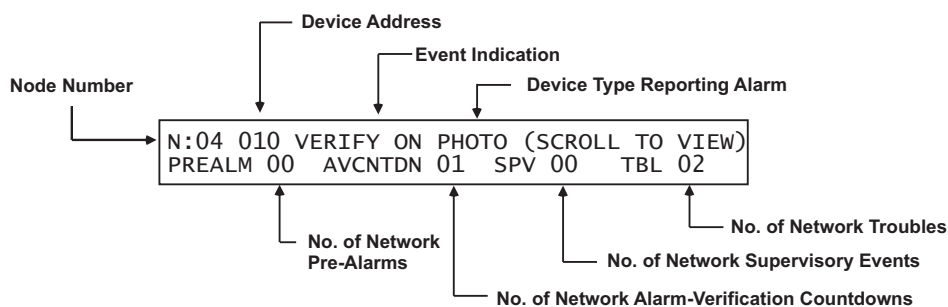 Device Address
Event Indication
Node Number
Device Type Reporting Alarm
N:04 010 VERIFY ON PHOTO (SCROLL TO VIEW)
PREALM 00 AVCNTDN 01 SPV 00 TBL 02
No. of Network Troubles
No. of Network
Pre-Alarms
No. of Network Supervisory Events
No. of Network Alarm-Verification Countdowns